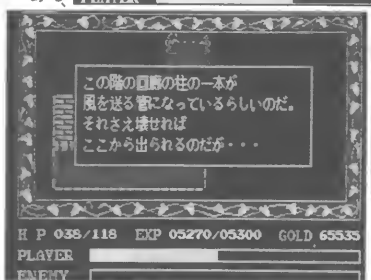 PLAYER
この階の回廊の柱の一本が
風を送る管になっているらしいのだ。
それさえ壊せれば
ここから出られるのだが・・・
H P 038/118 EXP 05270/05300 GOLD 65535
PLAYER
ENEMY